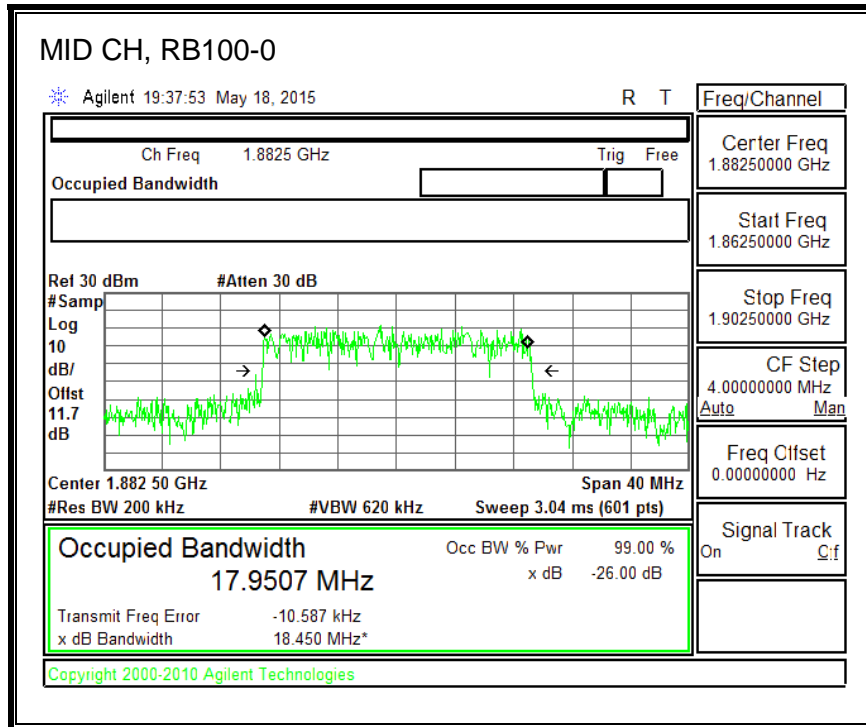 MID CH, RB100-0
Agilent 19:37:53 May 18, 2015 R T
Ch Freq 1.8825 GHz Trig Free
Occupied Bandwidth
Ref 30 dBm #Atten 30 dB
#Samp
Log
10
dB/
Offst
11.7
dB
Center 1.882 50 GHz Span 40 MHz
#Res BW 200 kHz #VBW 620 kHz Sweep 3.04 ms (601 pts)
Occupied Bandwidth Occ BW % Pwr 99.00 %
17.9507 MHz x dB -26.00 dB
Transmit Freq Error -10.587 kHz
x dB Bandwidth 18.450 MHz*
Copyright 2000-2010 Agilent Technologies
Freq/Channel
Center Freq
1.88250000 GHz
Start Freq
1.86250000 GHz
Stop Freq
1.90250000 GHz
CF Step
4.00000000 MHz
Auto Man
Freq Offset
0.00000000 Hz
Signal Track
On Off